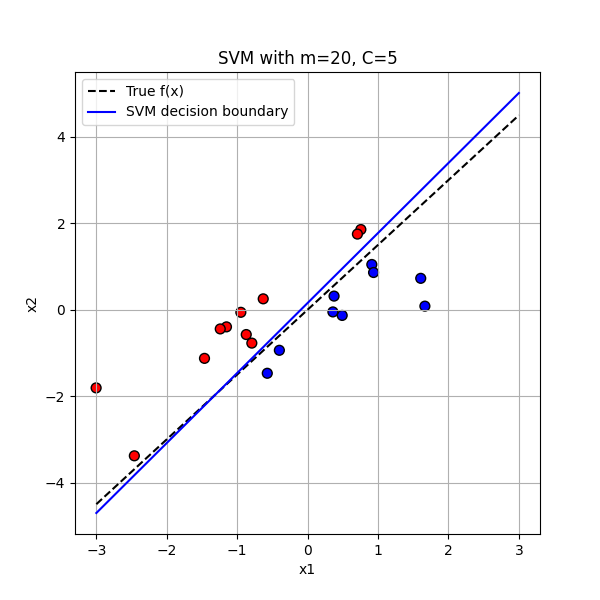 SVM with m=20, C=5
True f(x)
SVM decision boundary
4
2
0
−2
−4
x2
−3
−2
−1
0
1
2
3
x1